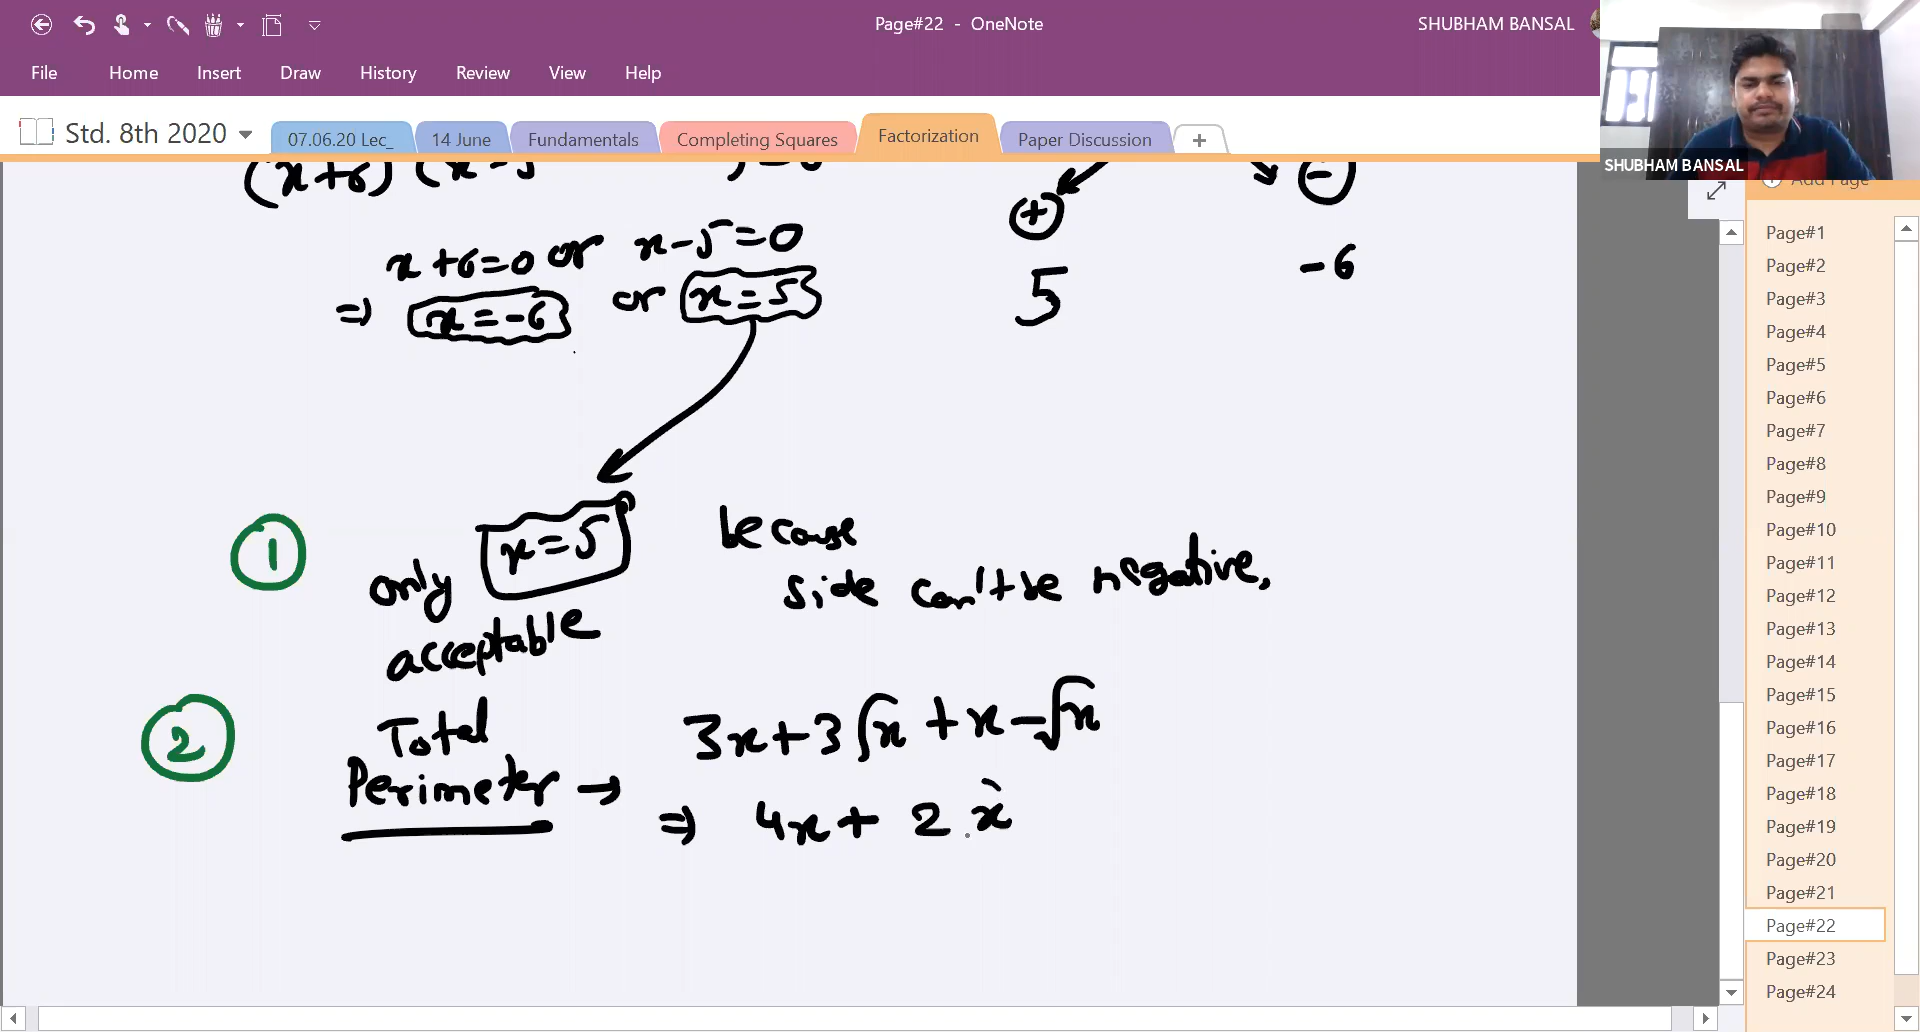 Page#22 - OneNote
SHUBHAM BANSAL
File Home Insert Draw History Review View Help
Std. 8th 2020
07.06.20 Lec_
14 June
Fundamentals
Completing Squares
Factorization
Paper Discussion
+
SHUBHAM BANSAL
Add Page
(x+6) (x-5
+
-
x+6=0 or x-5=0
5
-6
⇒ x=-6 or x=5
1
only x=5 because
side can't be negative,
acceptable
2
Total
Perimeter → 3x+3√x +x-√x
⇒ 4x+ 2 x
Page#1
Page#2
Page#3
Page#4
Page#5
Page#6
Page#7
Page#8
Page#9
Page#10
Page#11
Page#12
Page#13
Page#14
Page#15
Page#16
Page#17
Page#18
Page#19
Page#20
Page#21
Page#22
Page#23
Page#24